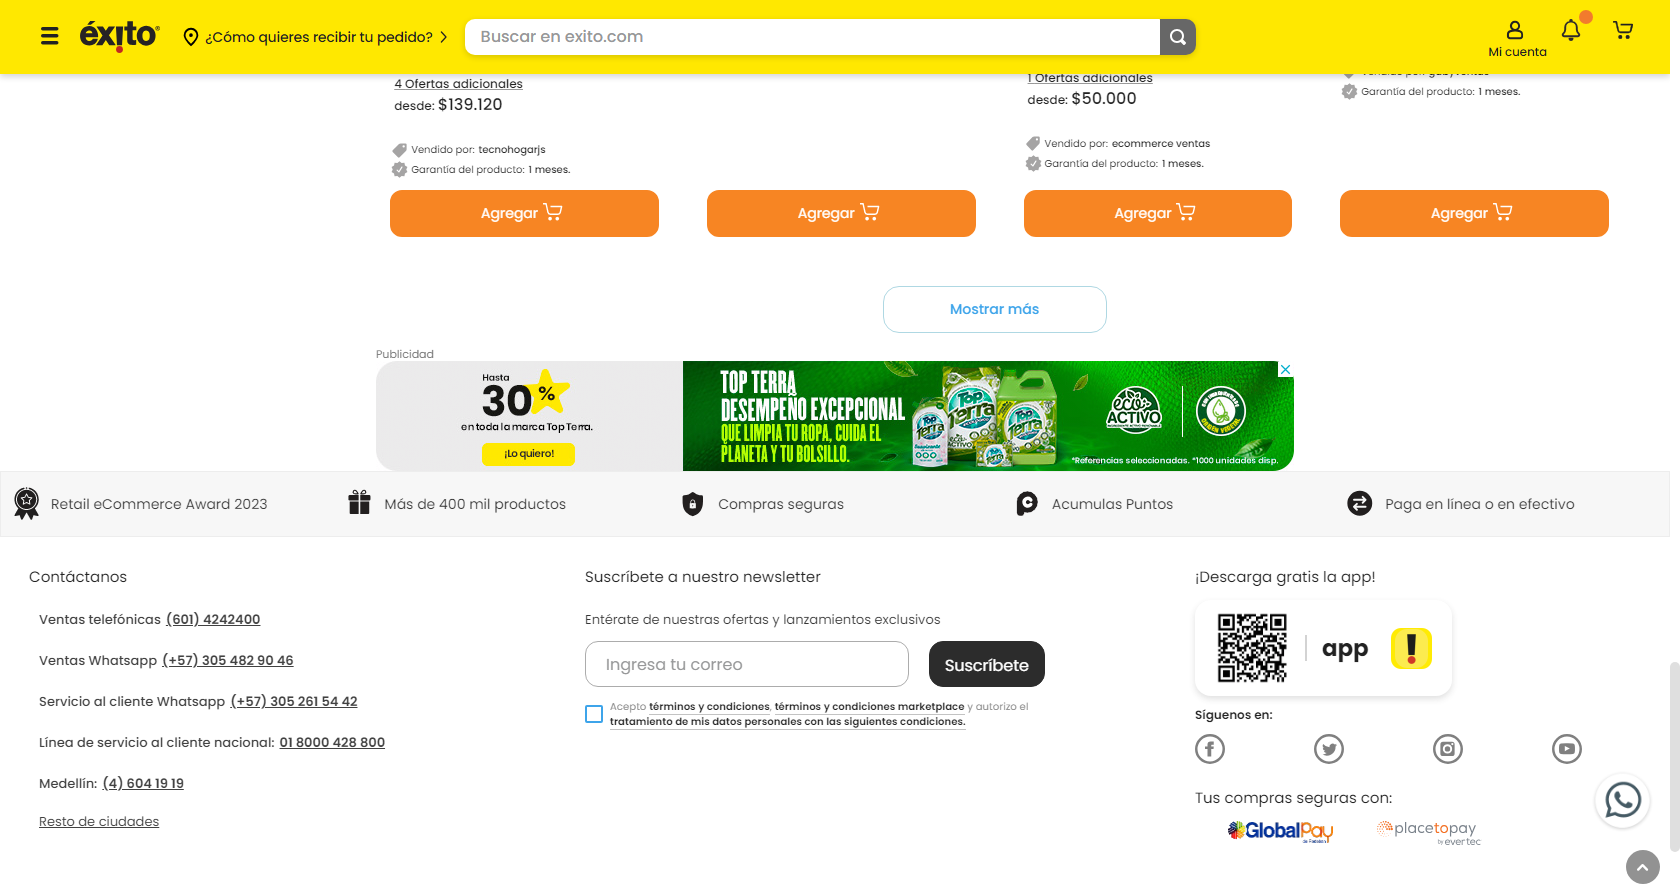 éxito
¿Cómo quieres recibir tu pedido?
Buscar en exito.com
Mi cuenta
4 Ofertas adicionales
desde: $139.120
Vendido por: tecnohogarjs
Garantía del producto: 1 meses.
1 Ofertas adicionales
desde: $50.000
Vendido por: ecommerce ventas
Garantía del producto: 1 meses.
Garantía del producto: 1 meses.
Agregar
Agregar
Agregar
Agregar
Mostrar más
Publicidad
Hasta
30%
en toda la marca Top Terra.
¡Lo quiero!
TOP TERRA
DESEMPEÑO EXCEPCIONAL
QUE LIMPIA TU ROPA, CUIDA EL
PLANETA Y TU BOLSILLO.
Top Terra
Top Terra
Top Terra
eco ACTIVO
*Referencias seleccionadas. *1000 unidades disp.
Retail eCommerce Award 2023
Más de 400 mil productos
Compras seguras
Acumulas Puntos
Paga en línea o en efectivo
Contáctanos
Ventas telefónicas (601) 4242400
Ventas Whatsapp (+57) 305 482 90 46
Servicio al cliente Whatsapp (+57) 305 261 54 42
Línea de servicio al cliente nacional: 01 8000 428 800
Medellín: (4) 604 19 19
Resto de ciudades
Suscríbete a nuestro newsletter
Entérate de nuestras ofertas y lanzamientos exclusivos
Ingresa tu correo
Suscríbete
Acepto términos y condiciones, términos y condiciones marketplace y autorizo el
tratamiento de mis datos personales con las siguientes condiciones.
¡Descarga gratis la app!
app
Síguenos en:
Tus compras seguras con:
GlobalPay
placetopay
by evertec